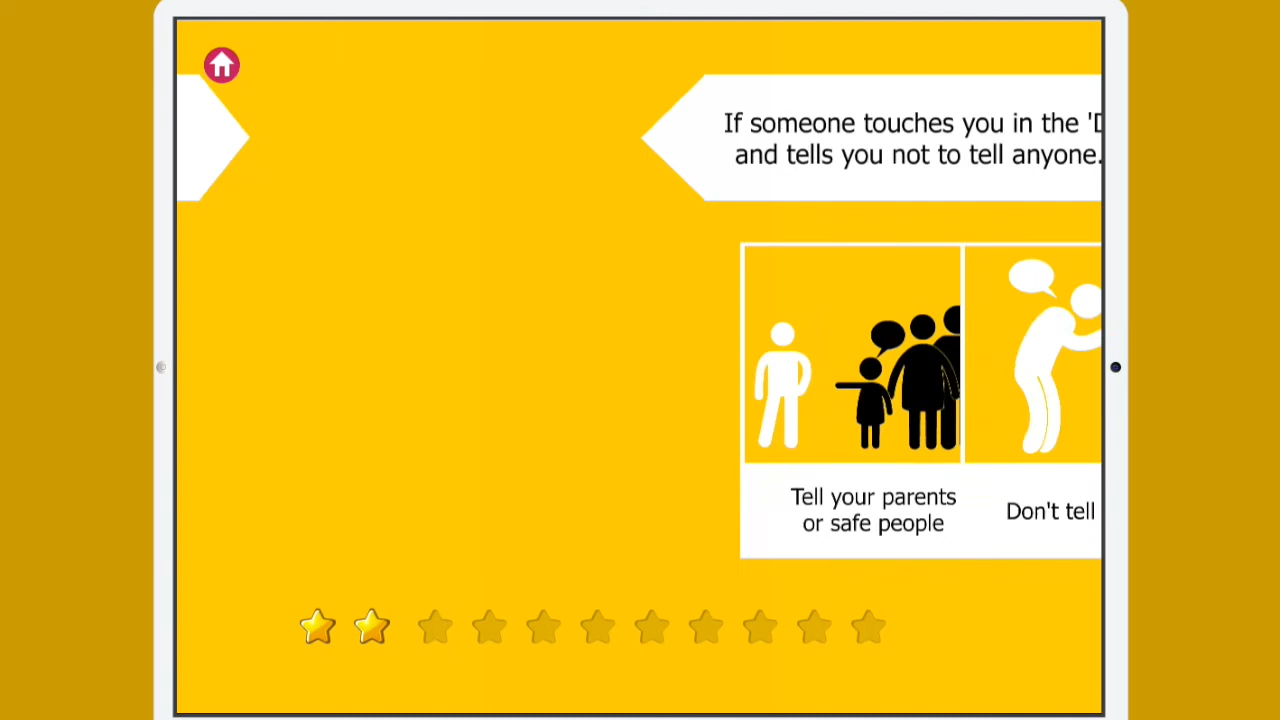 If someone touches you in the
and tells you not to tell anyone.
Tell your parents
or safe people
Don't tell